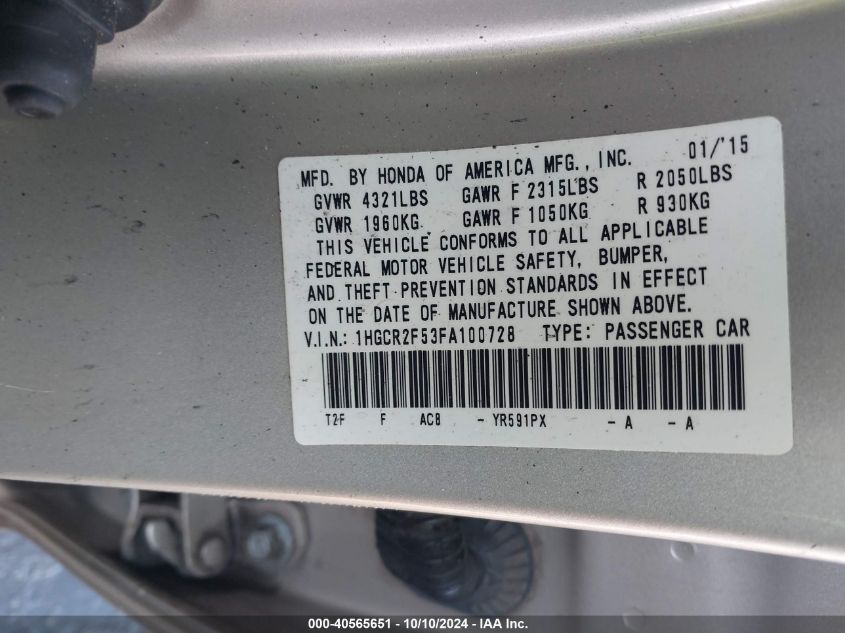 MFD. BY HONDA OF AMERICA MFG., INC. 01/'15
GVWR 4321LBS GAWR F 2315LBS R 2050LBS
GVWR 1960KG GAWR F 1050KG R 930KG
THIS VEHICLE CONFORMS TO ALL APPLICABLE
FEDERAL MOTOR VEHICLE SAFETY, BUMPER,
AND THEFT PREVENTION STANDARDS IN EFFECT
ON THE DATE OF MANUFACTURE SHOWN ABOVE.
V.I.N.: 1HGCR2F53FA100728 TYPE: PASSENGER CAR
T2F F AC8 - YR591PX - A - A
000-40565651 - 10/10/2024 - IAA Inc.